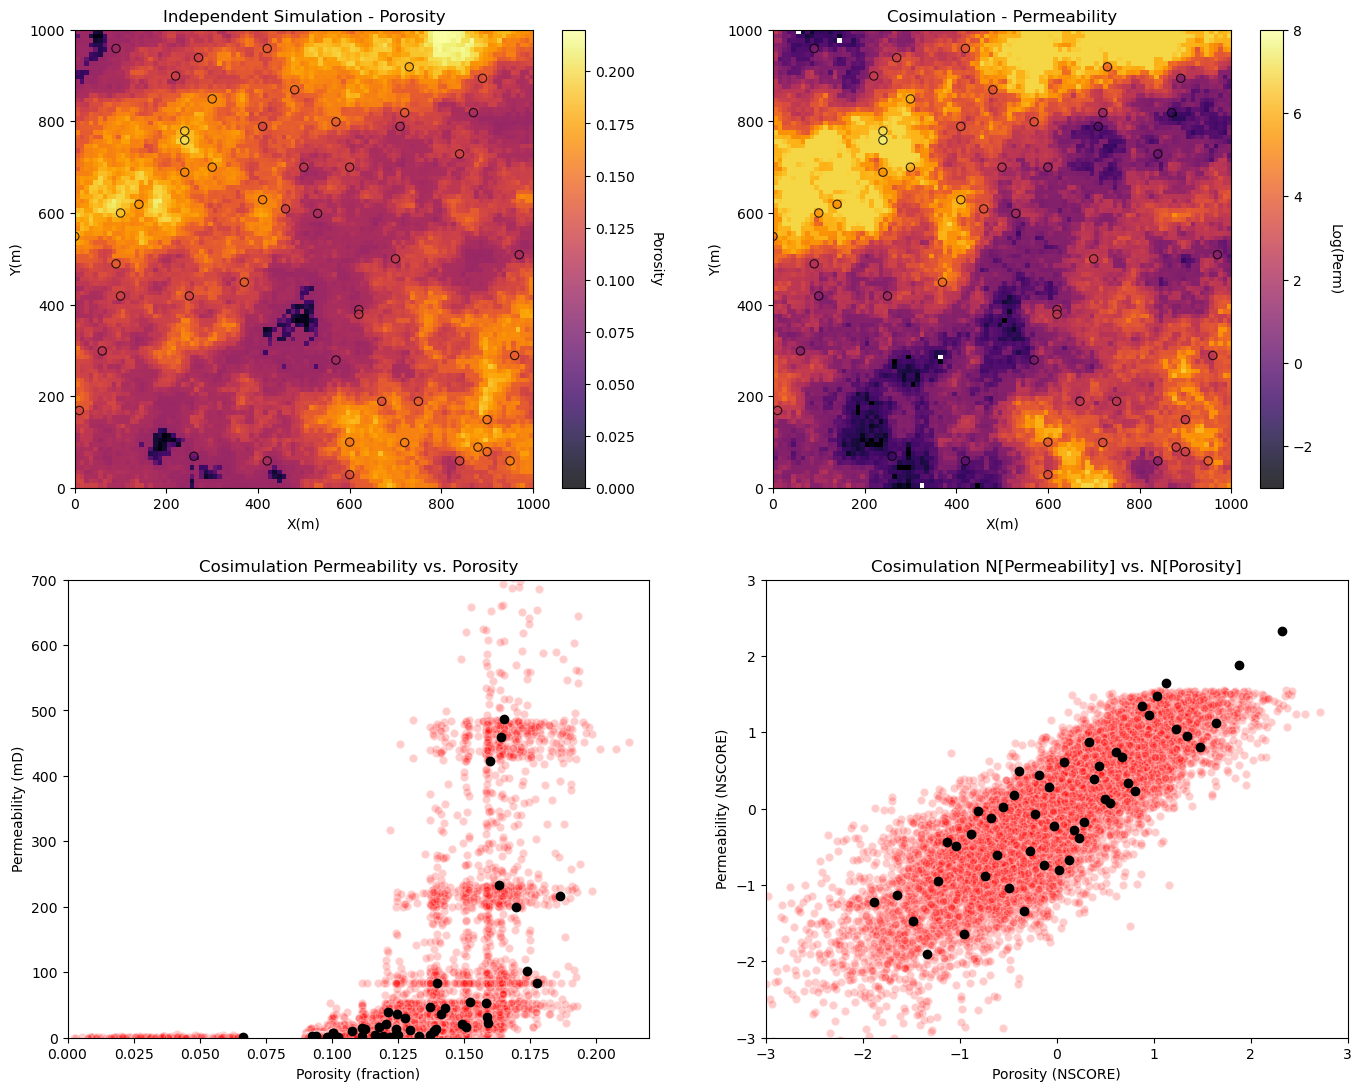 Independent Simulation - Porosity
1000
800
600
400
200
0
Y(m)
0 200 400 600 800 1000
X(m)
0.200
0.175
0.150
0.125
0.100
0.075
0.050
0.025
0.000
Porosity
Cosimulation - Permeability
1000
800
600
400
200
0
Y(m)
0 200 400 600 800 1000
X(m)
8
6
4
2
0
−2
Log(Perm)
Cosimulation Permeability vs. Porosity
700
600
500
400
300
200
100
0
Permeability (mD)
0.000 0.025 0.050 0.075 0.100 0.125 0.150 0.175 0.200
Porosity (fraction)
Cosimulation N[Permeability] vs. N[Porosity]
3
2
1
0
−1
−2
−3
Permeability (NSCORE)
−3 −2 −1 0 1 2 3
Porosity (NSCORE)